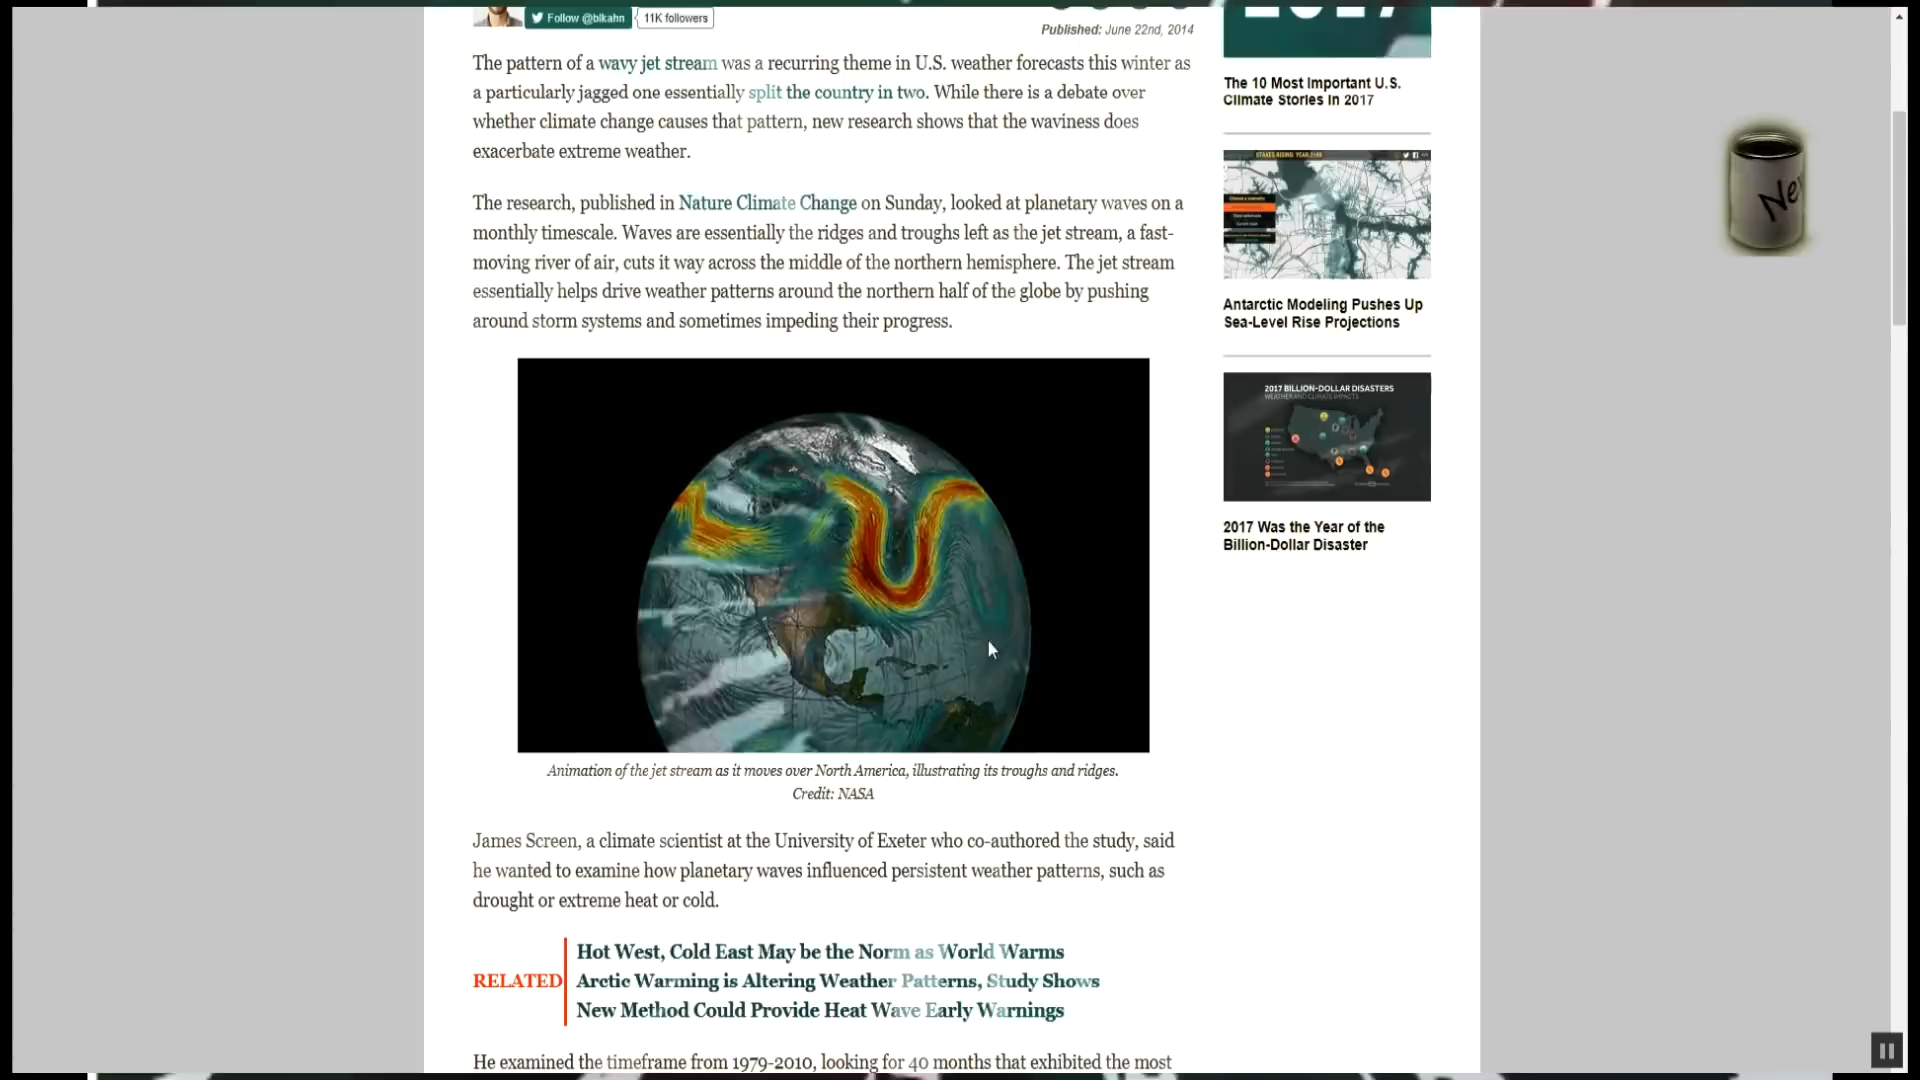 Follow @blkahn
11K followers
Published: June 22nd, 2014
The pattern of a wavy jet stream was a recurring theme in U.S. weather forecasts this winter as
a particularly jagged one essentially split the country in two. While there is a debate over
whether climate change causes that pattern, new research shows that the waviness does
exacerbate extreme weather.
The research, published in Nature Climate Change on Sunday, looked at planetary waves on a
monthly timescale. Waves are essentially the ridges and troughs left as the jet stream, a fast-
moving river of air, cuts it way across the middle of the northern hemisphere. The jet stream
essentially helps drive weather patterns around the northern half of the globe by pushing
around storm systems and sometimes impeding their progress.
Animation of the jet stream as it moves over North America, illustrating its troughs and ridges.
Credit: NASA
James Screen, a climate scientist at the University of Exeter who co-authored the study, said
he wanted to examine how planetary waves influenced persistent weather patterns, such as
drought or extreme heat or cold.
RELATED
Hot West, Cold East May be the Norm as World Warms
Arctic Warming is Altering Weather Patterns, Study Shows
New Method Could Provide Heat Wave Early Warnings
He examined the timeframe from 1979-2010, looking for 40 months that exhibited the most
2017
The 10 Most Important U.S.
Climate Stories in 2017
Antarctic Modeling Pushes Up
Sea-Level Rise Projections
2017 BILLION-DOLLAR DISASTERS
WEATHER AND CLIMATE IMPACTS
2017 Was the Year of the
Billion-Dollar Disaster